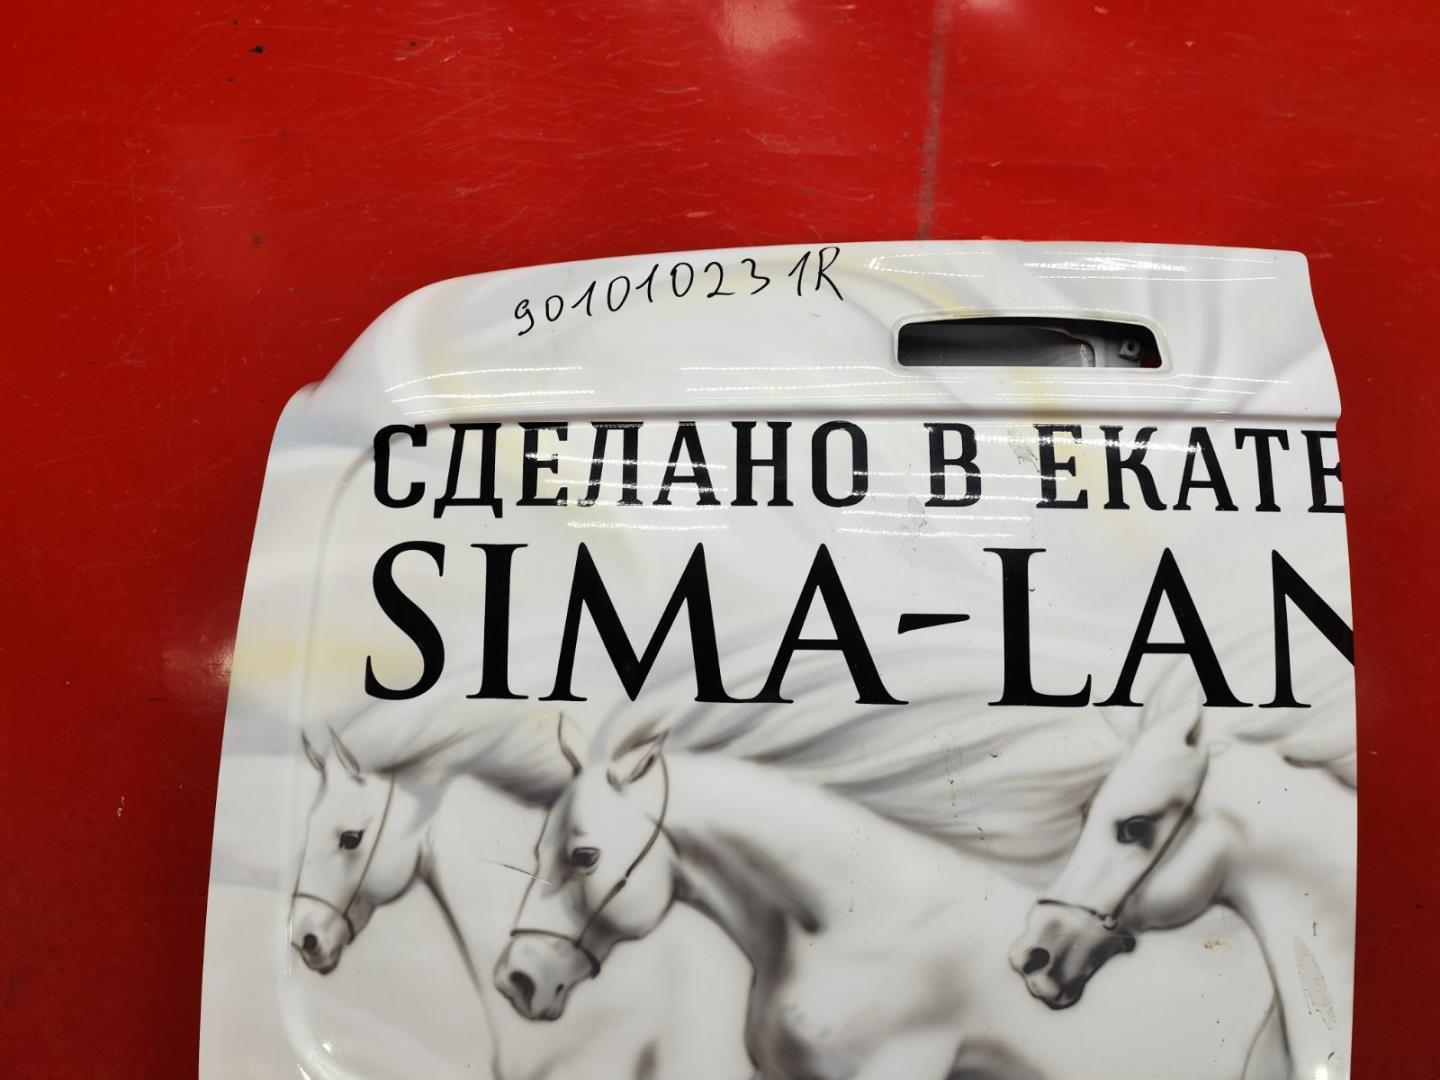 901010231R
СДЕЛАНО В ЕКАТЕ
SIMA-LAN